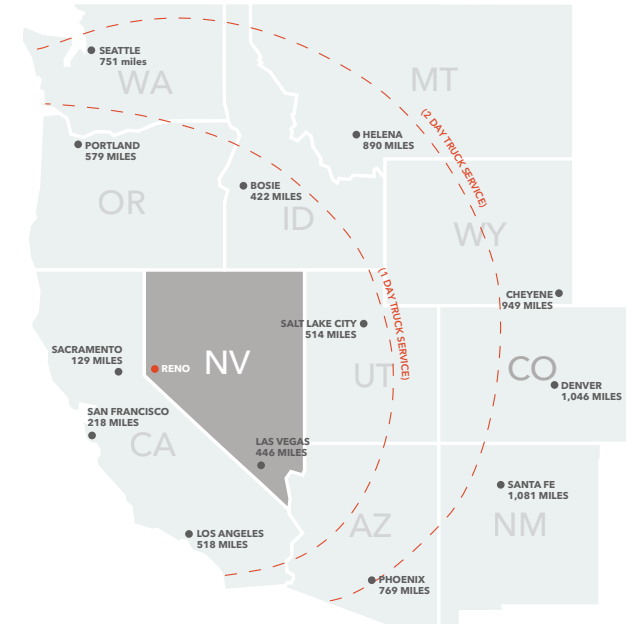 SEATTLE
751 miles
WA
MT
(2 DAY TRUCK SERVICE)
HELENA
890 MILES
PORTLAND
579 MILES
BOSIE
422 MILES
OR
ID
WY
(1 DAY TRUCK SERVICE)
CHEYENE
949 MILES
SALT LAKE CITY
514 MILES
SACRAMENTO
129 MILES
RENO
NV
UT
CO
DENVER
1,046 MILES
SAN FRANCISCO
218 MILES
CA
LAS VEGAS
446 MILES
SANTA FE
1,081 MILES
AZ
NM
LOS ANGELES
518 MILES
PHOENIX
769 MILES